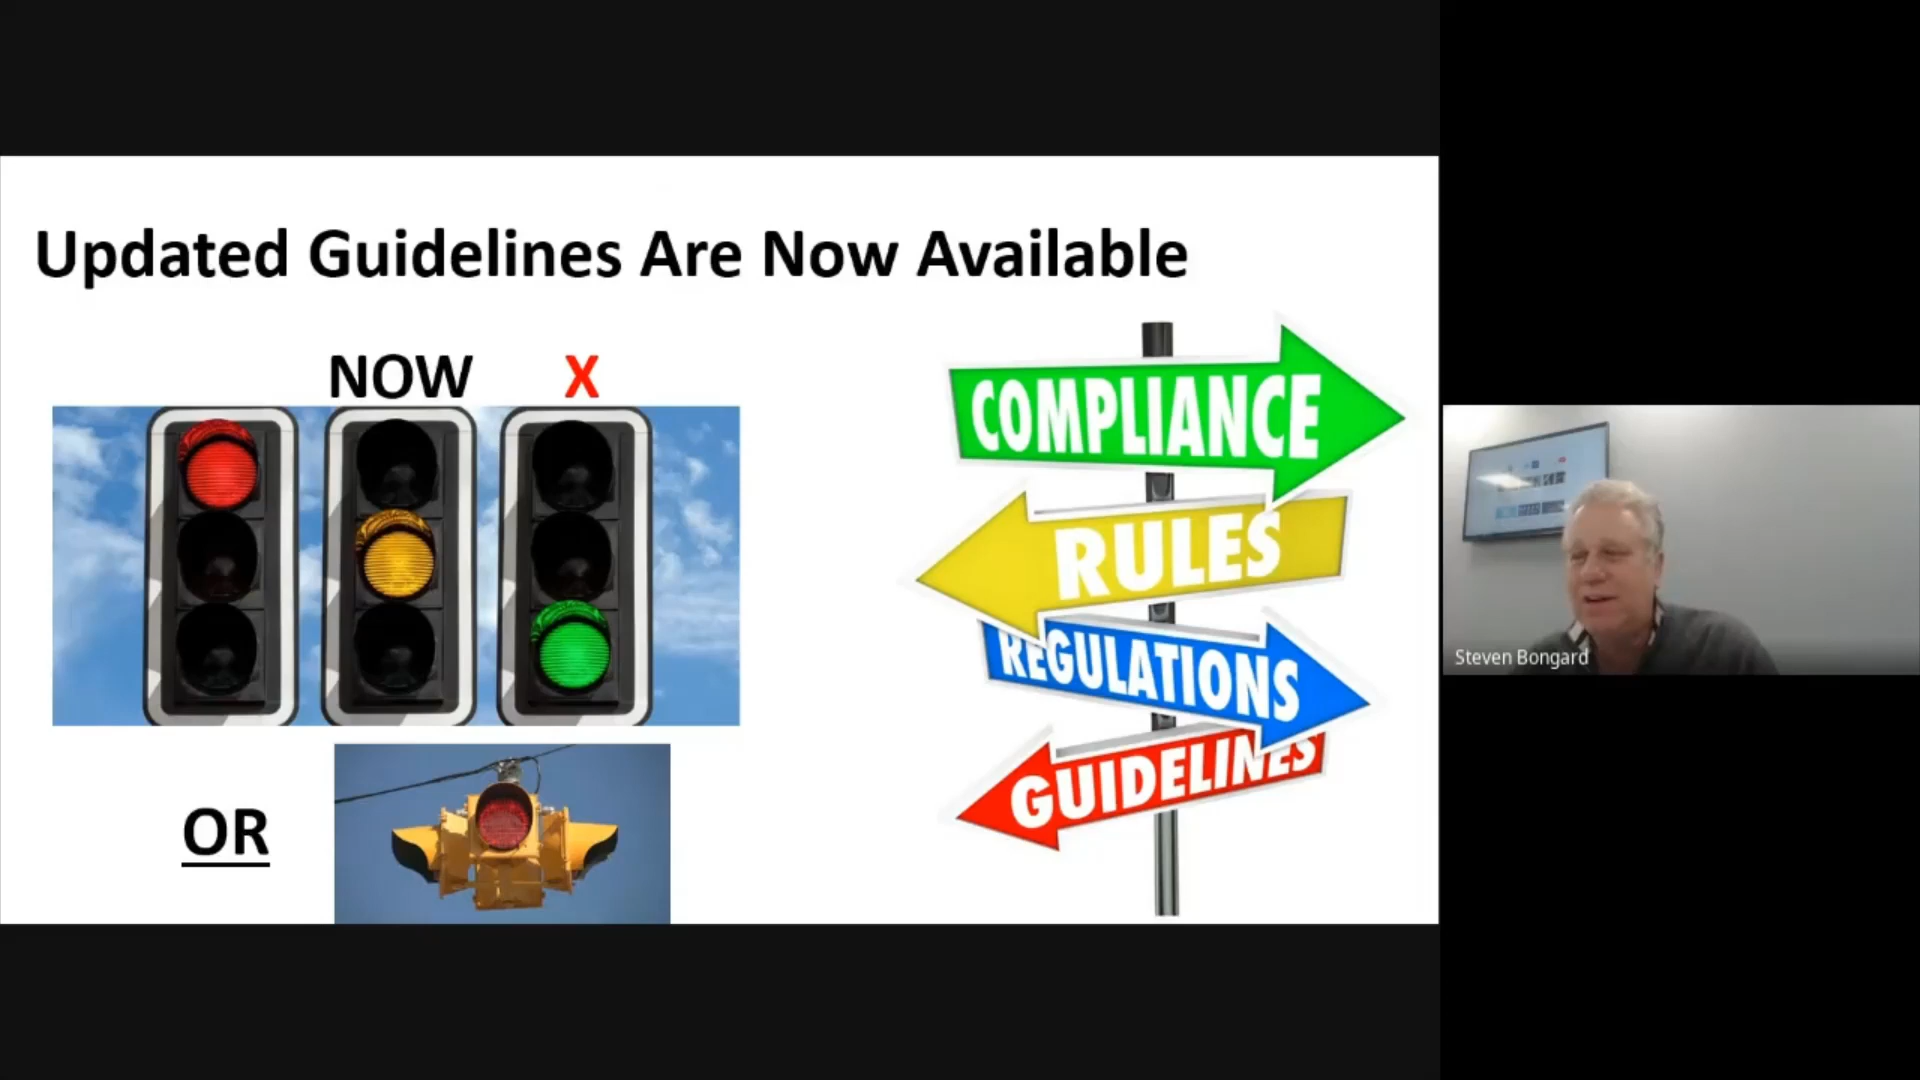 Updated Guidelines Are Now Available
NOW X
OR
COMPLIANCE
RULES
REGULATIONS
GUIDELINES
Steven Bongard